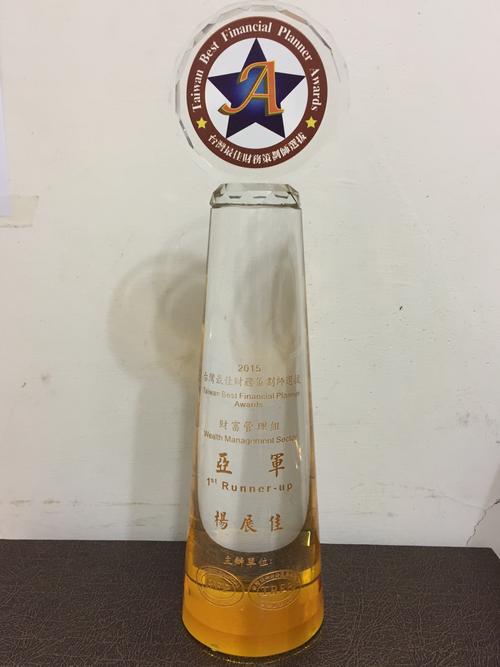 Taiwan Best Financial Planner Awards
A
台灣最佳財務策劃師選拔
2015
台灣最佳財務策劃師選拔
Taiwan Best Financial Planner
Awards
財富管理組
Wealth Management Sector
亞 軍
1st Runner-up
楊展佳
主辦單位: